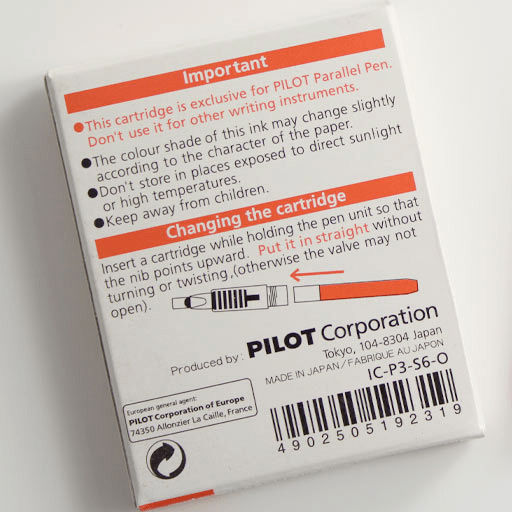 Important
●This cartridge is exclusive for PILOT Parallel Pen.
Don't use it for other writing instruments.
●The colour shade of this ink may change slightly
according to the character of the paper.
●Don't store in places exposed to direct sunlight
or high temperatures.
●Keep away from children.
Changing the cartridge
Insert a cartridge while holding the pen unit so that
the nib points upward. Put it in straight without
turning or twisting,(otherwise the valve may not
open).
Produced by: PILOT Corporation
Tokyo, 104-8304 Japan
MADE IN JAPAN/FABRIQUE AU JAPON
IC-P3-S6-O
European general agent:
PILOT Corporation of Europe
74350 Allonzier La Caille, France
4902505192319